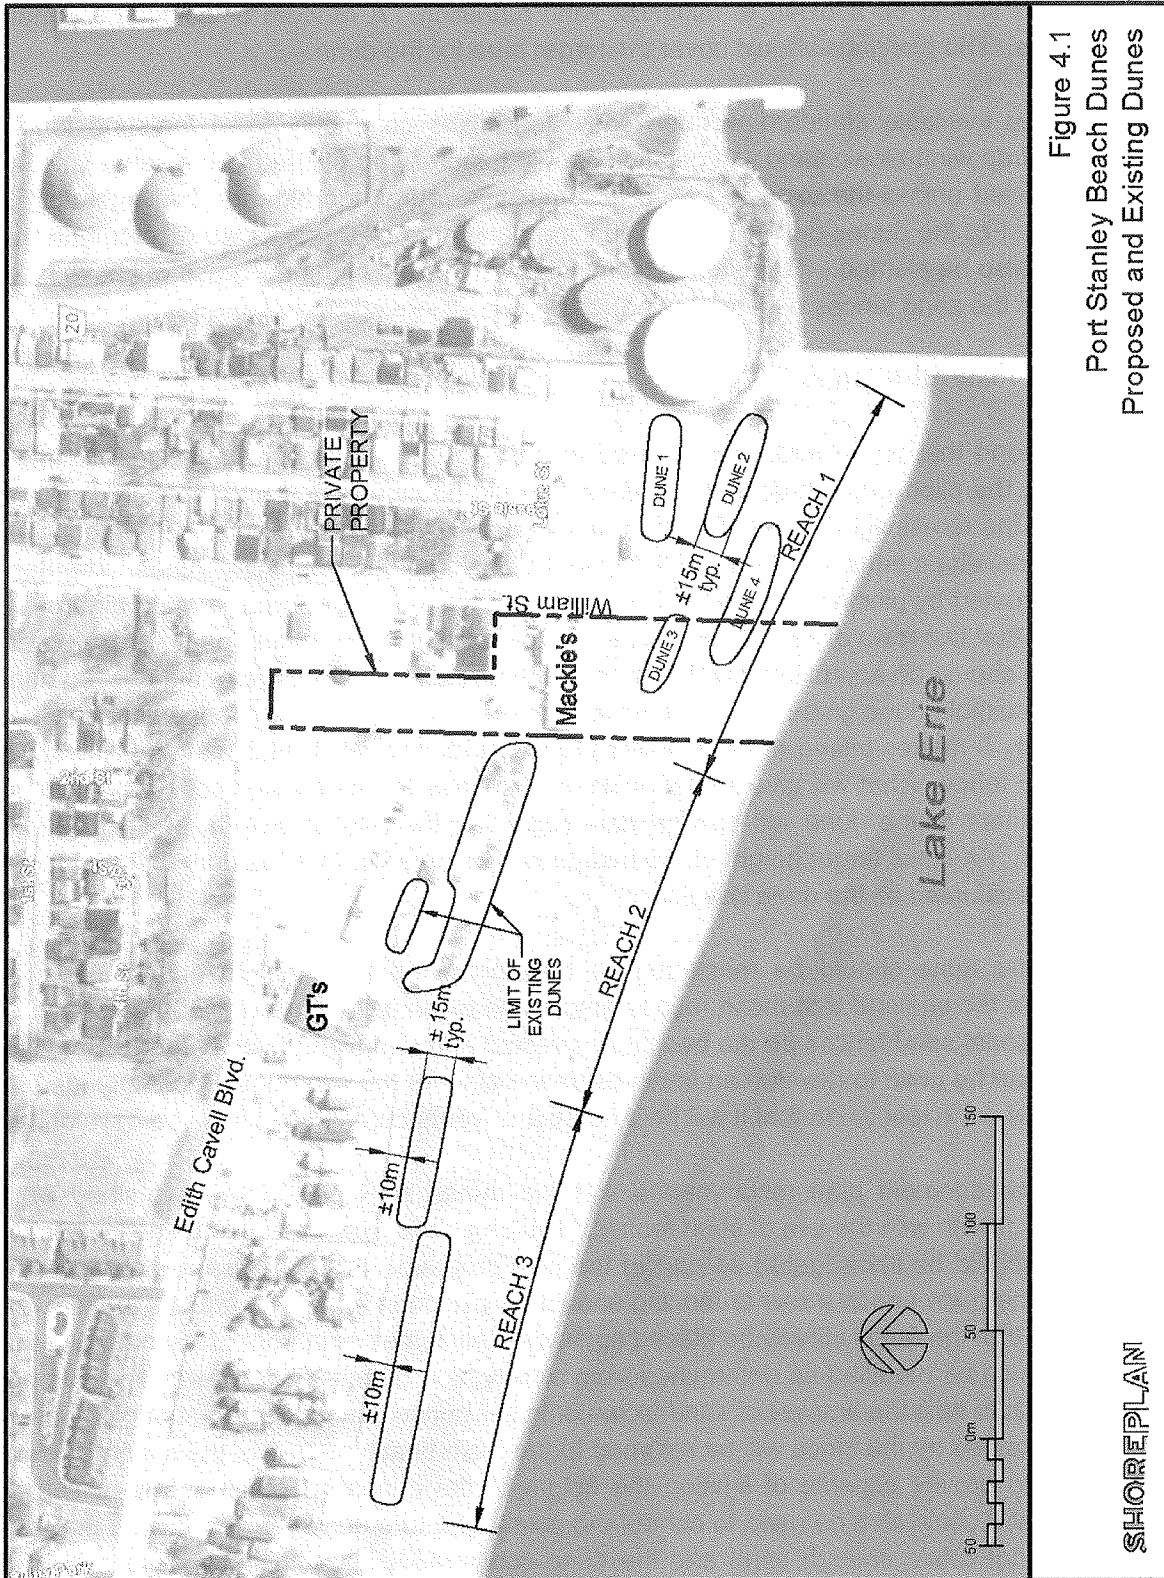 20
PRIVATE
PROPERTY
Edith Cavell Blvd.
GT's
William St.
Mackie's
DUNE 1
DUNE 2
DUNE 3
DUNE 4
±15m
typ.
± 15m
typ.
±10m
±10m
LIMIT OF
EXISTING
DUNES
REACH 1
REACH 2
REACH 3
Lake Erie
50
0m
50
100
150
SHOREPLAN
Figure 4.1
Port Stanley Beach Dunes
Proposed and Existing Dunes